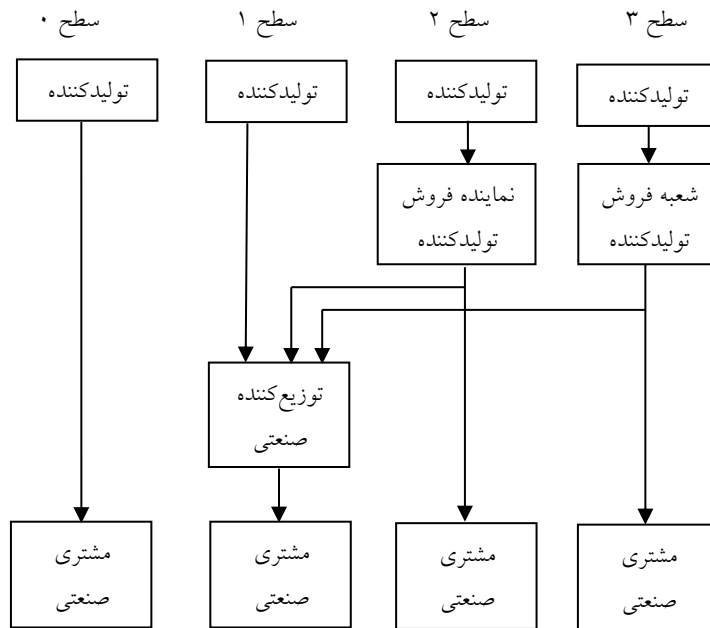 سطح ۳
سطح ۲
سطح ۱
سطح ۰
تولیدکننده
تولیدکننده
تولیدکننده
تولیدکننده
شعبه فروش
تولیدکننده
نماینده فروش
تولیدکننده
توزیع‌کننده
صنعتی
مشتری
صنعتی
مشتری
صنعتی
مشتری
صنعتی
مشتری
صنعتی